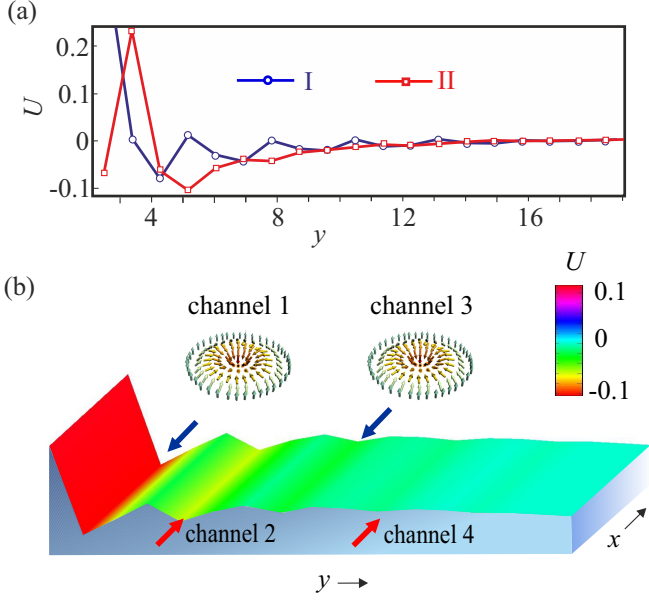 (a)
0.2
0.1
0
-0.1
U
I
II
4
8
12
16
y
(b)
U
0.1
0
-0.1
channel 1
channel 3
channel 2
channel 4
x
y